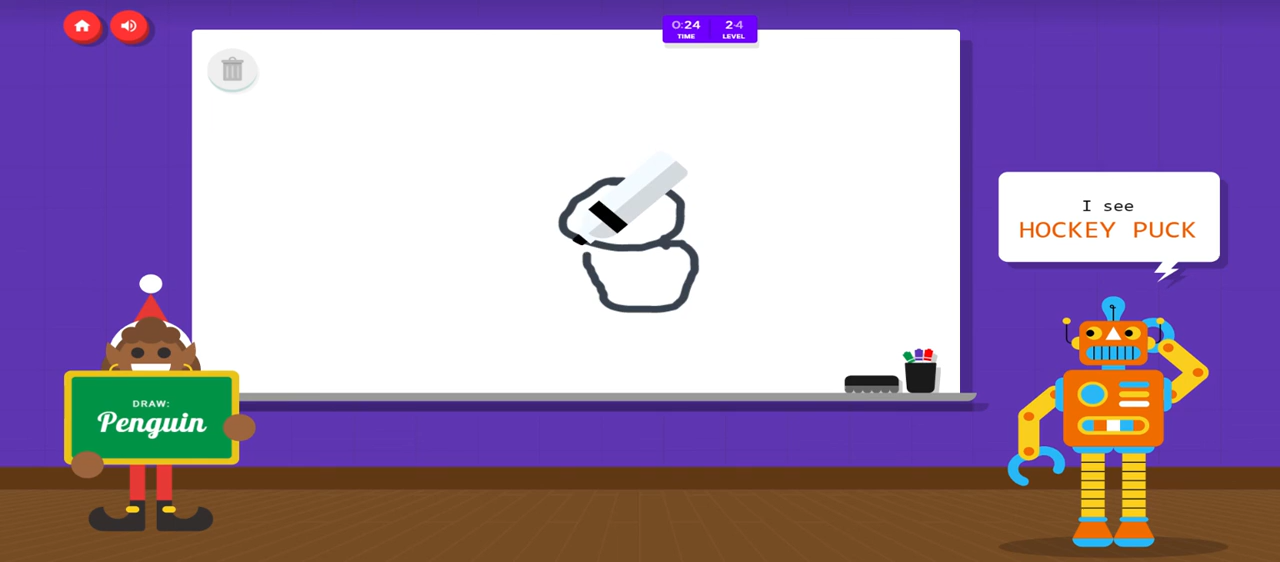 0:24 2-4
TIME LEVEL
I see
HOCKEY PUCK
DRAW:
Penguin